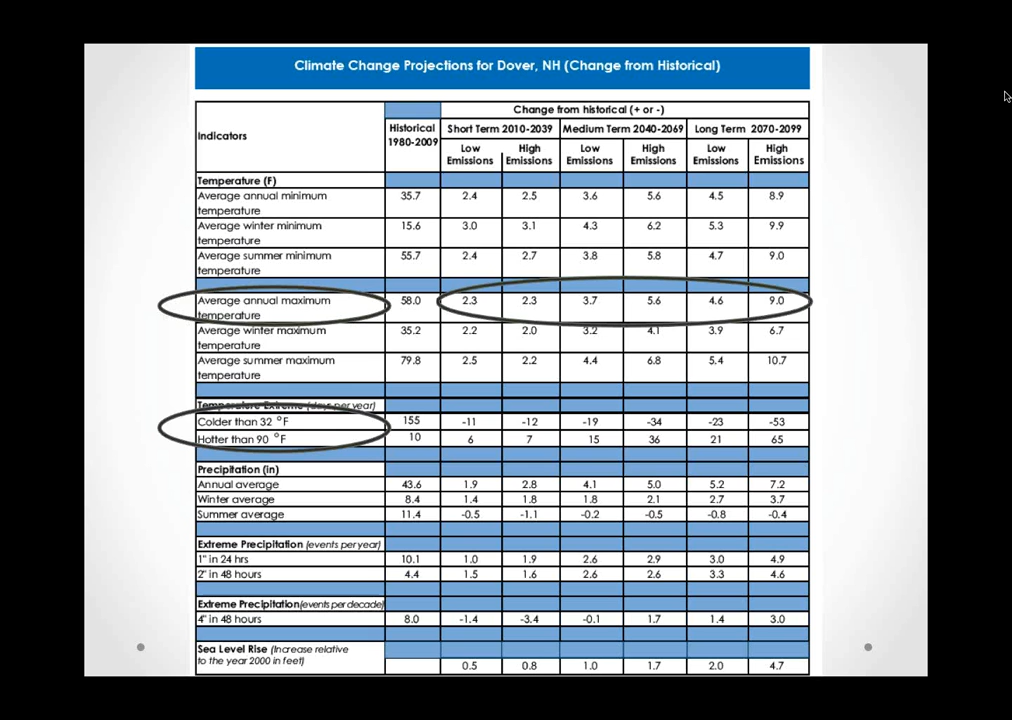 Climate Change Projections for Dover, NH (Change from Historical)
Indicators
Historical
1980-2009
Change from historical (+ or -)
Short Term 2010-2039 Medium Term 2040-2069 Long Term 2070-2099
Low Emissions High Emissions Low Emissions High Emissions Low Emissions High Emissions
Temperature (F)
Average annual minimum
temperature 35.7 2.4 2.5 3.6 5.6 4.5 8.9
Average winter minimum
temperature 15.6 3.0 3.1 4.3 6.2 5.3 9.9
Average summer minimum
temperature 55.7 2.4 2.7 3.8 5.8 4.7 9.0
Average annual maximum
temperature 58.0 2.3 2.3 3.7 5.6 4.6 9.0
Average winter maximum
temperature 35.2 2.2 2.0 3.2 4.1 3.9 6.7
Average summer maximum
temperature 79.8 2.5 2.2 4.4 6.8 5.4 10.7
Temperature Extreme (days per year)
Colder than 32 °F 155 -11 -12 -19 -34 -23 -53
Hotter than 90 °F 10 6 7 15 36 21 65
Precipitation (in)
Annual average 43.6 1.9 2.8 4.1 5.0 5.2 7.2
Winter average 8.4 1.4 1.8 1.8 2.1 2.7 3.7
Summer average 11.4 -0.5 -1.1 -0.2 -0.5 -0.8 -0.4
Extreme Precipitation (events per year)
1" in 24 hrs 10.1 1.0 1.9 2.6 2.9 3.0 4.9
2" in 48 hours 4.4 1.5 1.6 2.6 2.6 3.3 4.6
Extreme Precipitation(events per decade)
4" in 48 hours 8.0 -1.4 -3.4 -0.1 1.7 1.4 3.0
Sea Level Rise (Increase relative
to the year 2000 in feet) 0.5 0.8 1.0 1.7 2.0 4.7